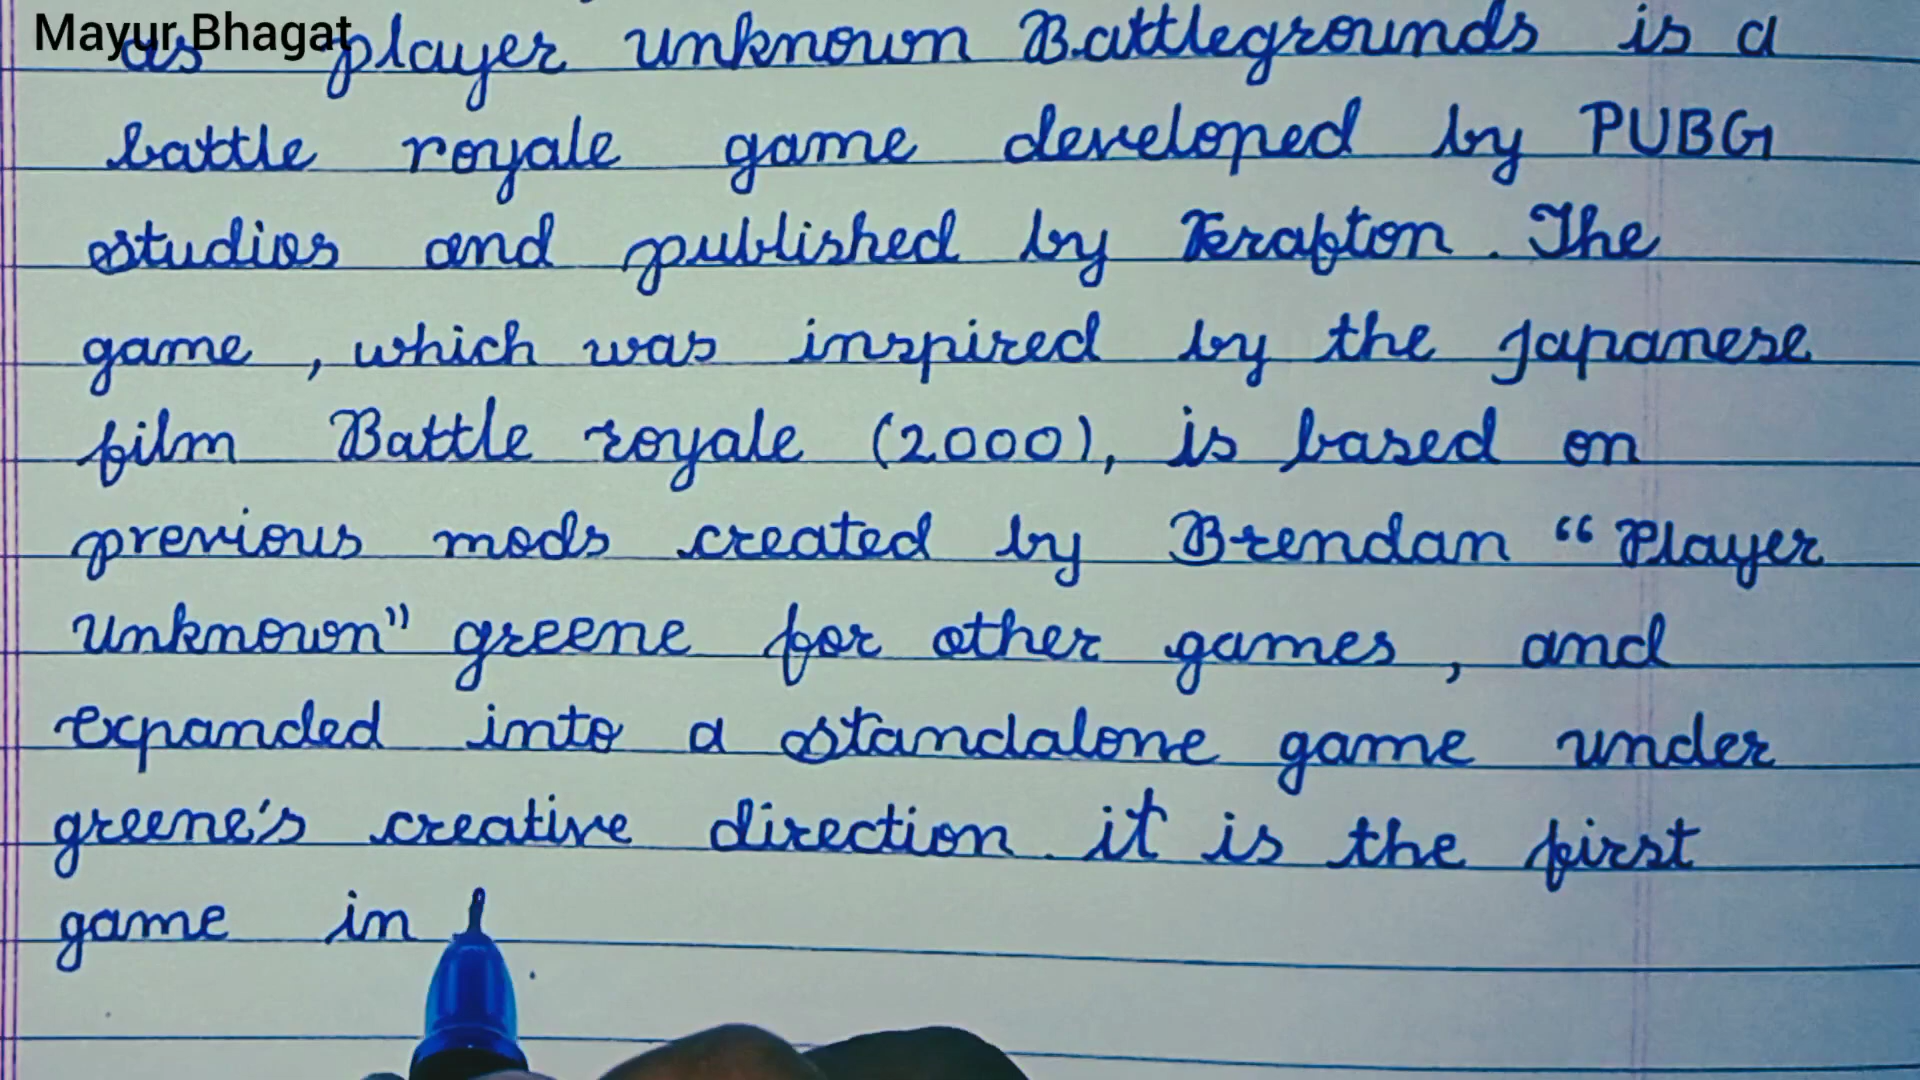 Mayur Bhagat
as player unknown Battlegrounds is a
battle royale game developed by PUBG
studios and published by Krafton. The
game, which was inspired by the Japanese
film Battle royale (2000), is based on
previous mods created by Brendan "Player
Unknown" greene for other games, and
expanded into a standalone game under
greene's creative direction. it is the first
game in